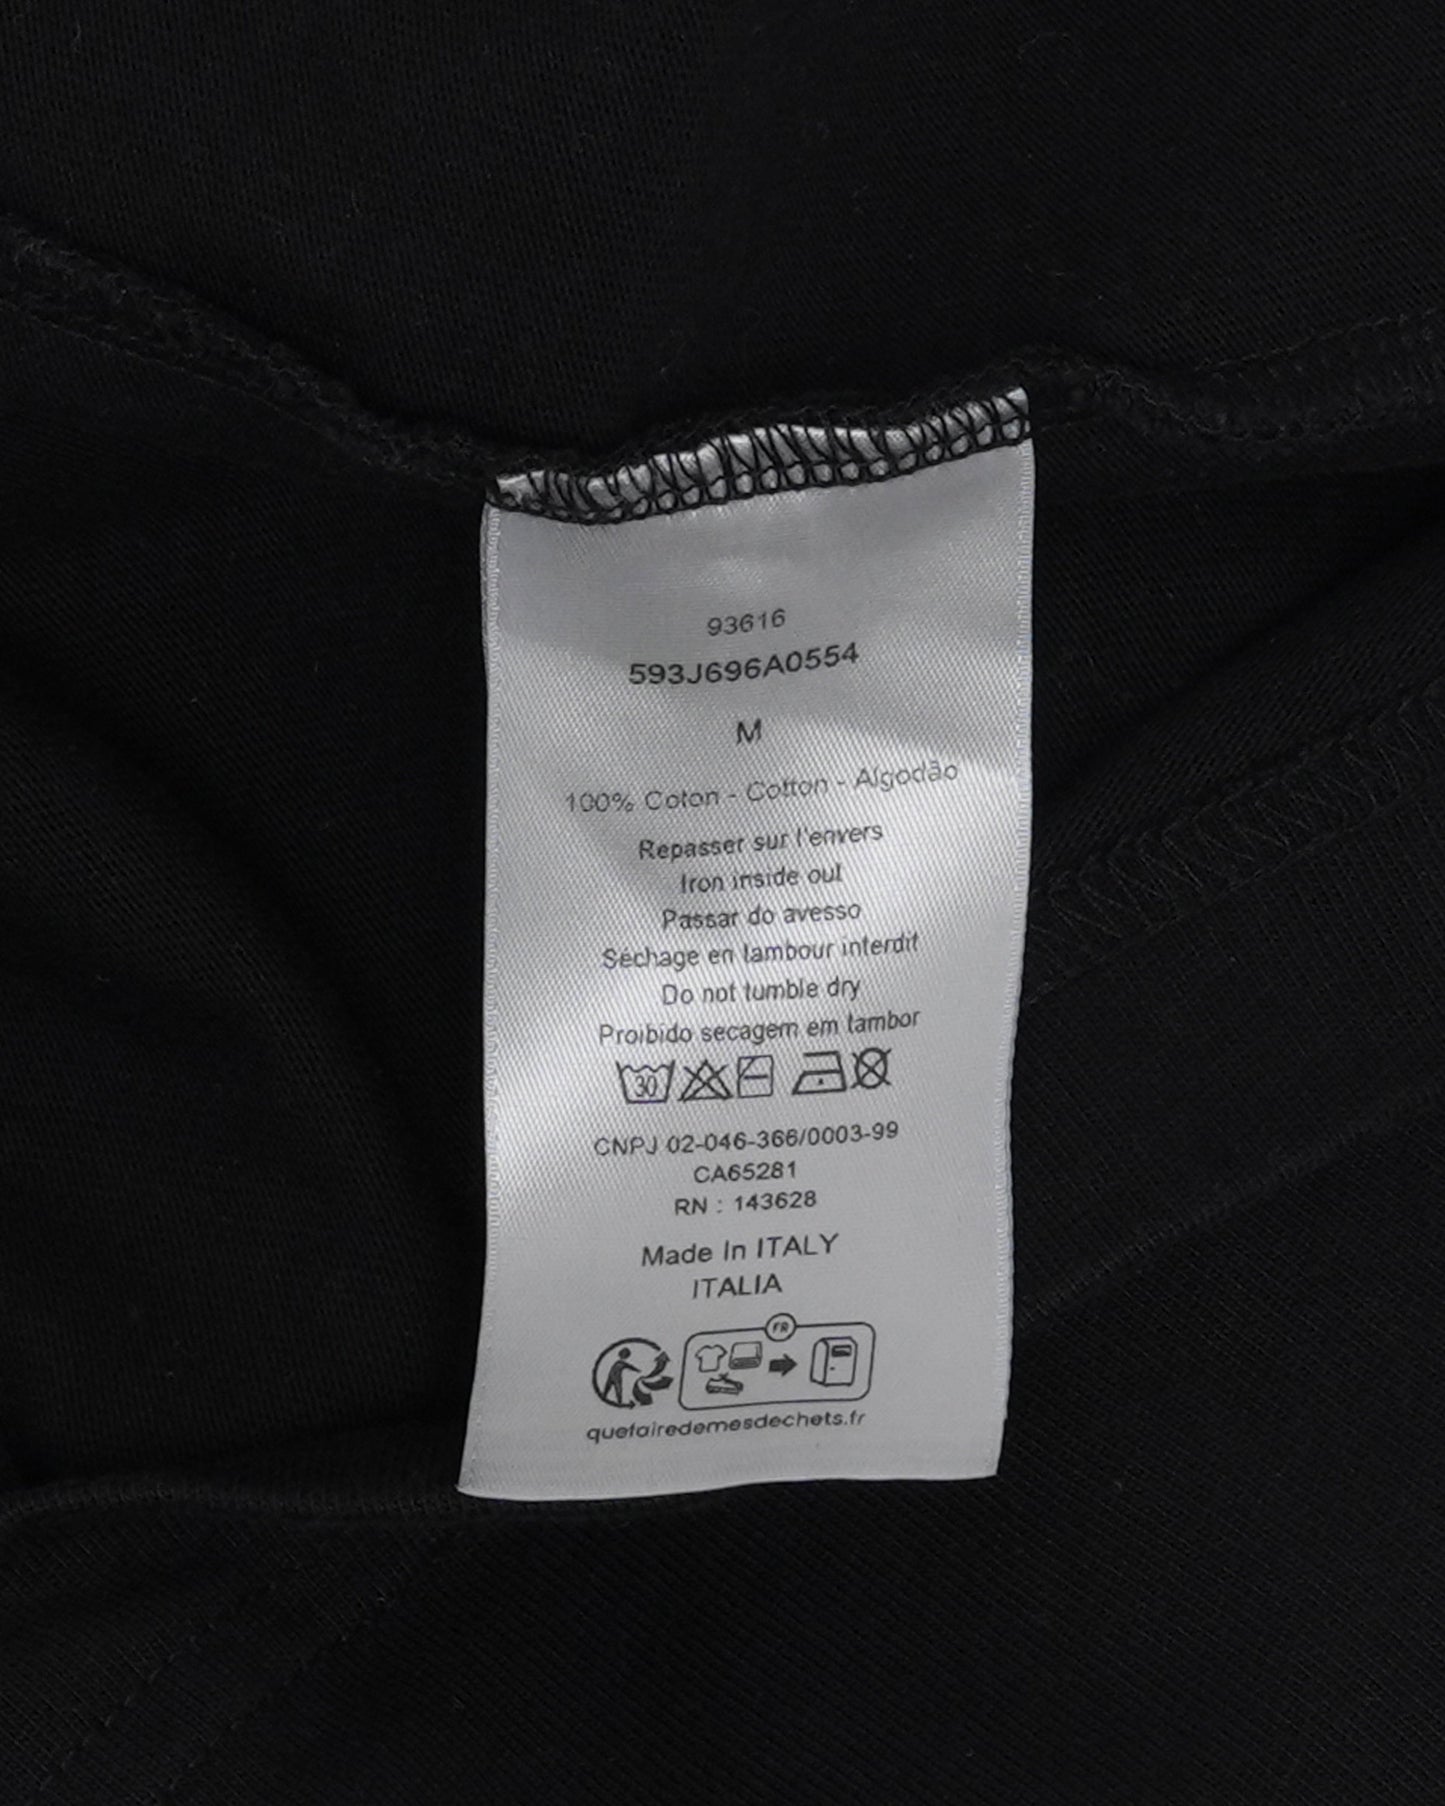 93616
593J696A0554
M
100% Coton - Cotton - Algodão
Repasser sur l'envers
Iron inside out
Passar do avesso
Séchage en tambour interdit
Do not tumble dry
Proibido secagem em tambor
30
CNPJ 02-046-366/0003-99
CA65281
RN : 143628
Made In ITALY
ITALIA
FR
quefairedemesdechets.fr